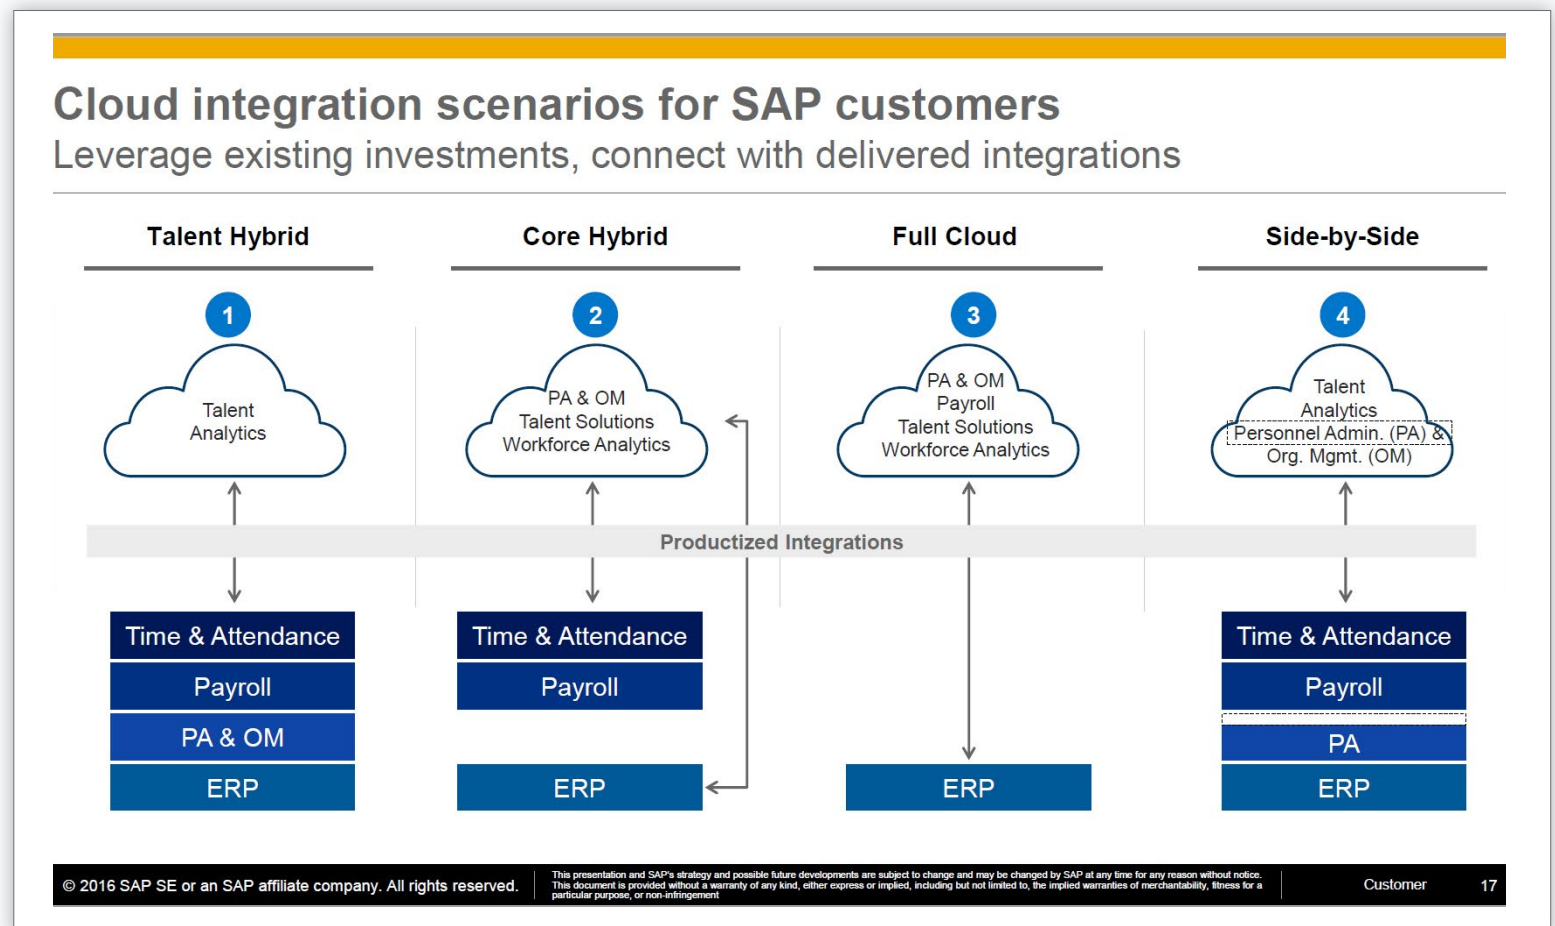 Cloud integration scenarios for SAP customers
Leverage existing investments, connect with delivered integrations
Talent Hybrid
Core Hybrid
Full Cloud
Side-by-Side
1
2
3
4
Talent
Analytics
PA & OM
Talent Solutions
Workforce Analytics
PA & OM
Payroll
Talent Solutions
Workforce Analytics
Talent
Analytics
Personnel Admin. (PA) &
Org. Mgmt. (OM)
Productized Integrations
Time & Attendance
Payroll
PA & OM
ERP
Time & Attendance
Payroll
ERP
ERP
Time & Attendance
Payroll
PA
ERP
© 2016 SAP SE or an SAP affiliate company. All rights reserved.
This presentation and SAP's strategy and possible future developments are subject to change and may be changed by SAP at any time for any reason without notice.
This document is provided without a warranty of any kind, either express or implied, including but not limited to, the implied warranties of merchantability, fitness for a
particular purpose, or non-infringement
Customer
17